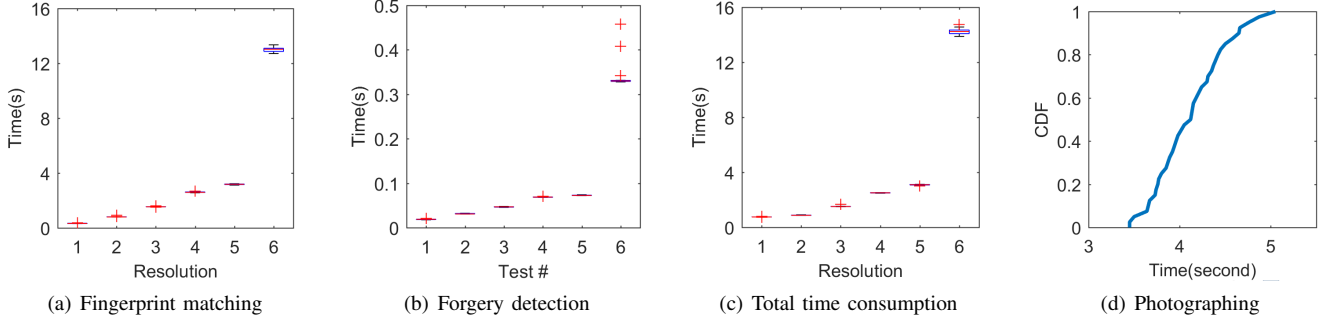 16
12
8
4
0
Time(s)
1 2 3 4 5 6
Resolution
(a) Fingerprint matching
0.5
0.4
0.3
0.2
0.1
0
Time(s)
1 2 3 4 5 6
Test #
(b) Forgery detection
16
12
8
4
0
Time(s)
1 2 3 4 5 6
Resolution
(c) Total time consumption
1
0.8
0.6
0.4
0.2
0
CDF
3 4 5
Time(second)
(d) Photographing